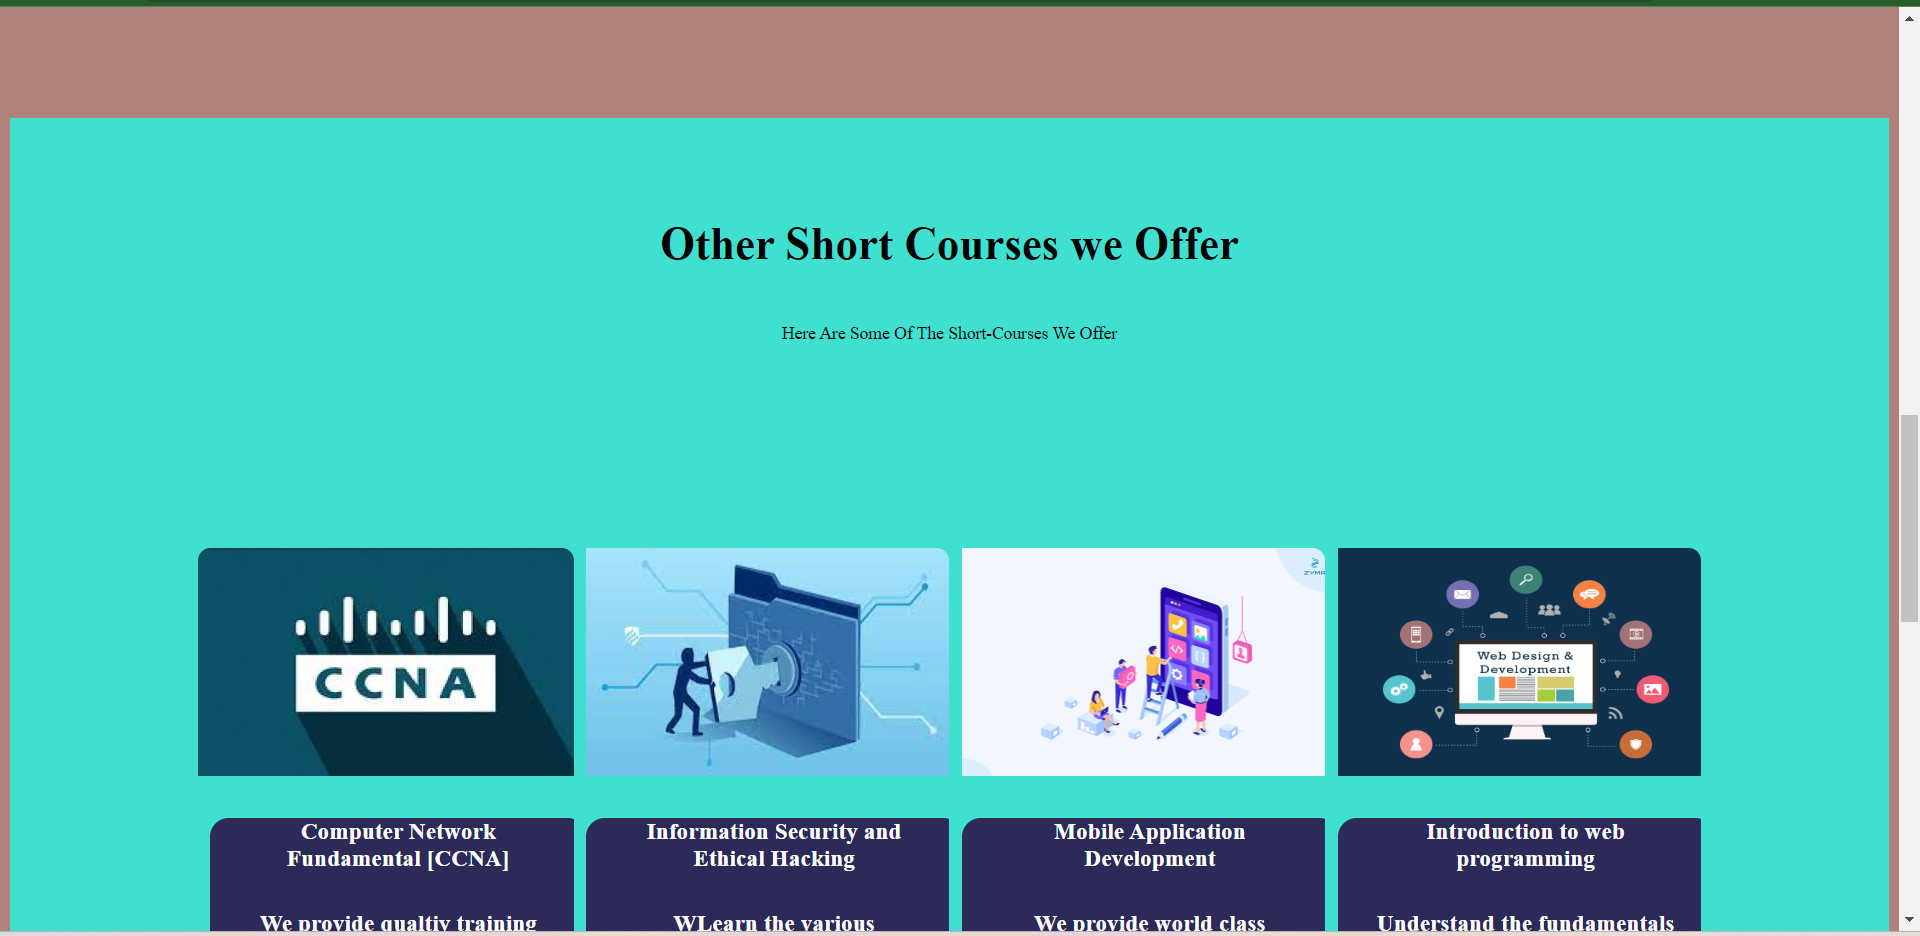 Other Short Courses we Offer
Here Are Some Of The Short-Courses We Offer
CCNA
ZYMR
Web Design &
Development
Computer Network
Fundamental [CCNA]
Information Security and
Ethical Hacking
Mobile Application
Development
Introduction to web
programming
We provide qualtiy training
WLearn the various
We provide world class
Understand the fundamentals